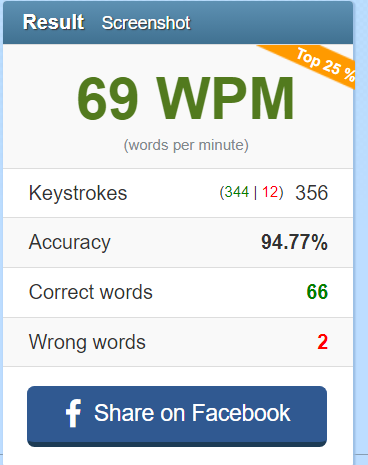 Result Screenshot
Top 25 %
69 WPM
(words per minute)
Keystrokes (344 | 12) 356
Accuracy 94.77%
Correct words 66
Wrong words 2
f Share on Facebook